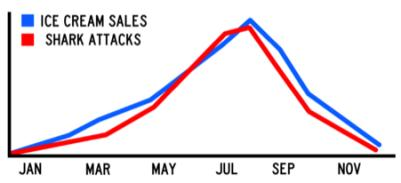 ICE CREAM SALES
SHARK ATTACKS
JAN MAR MAY JUL SEP NOV